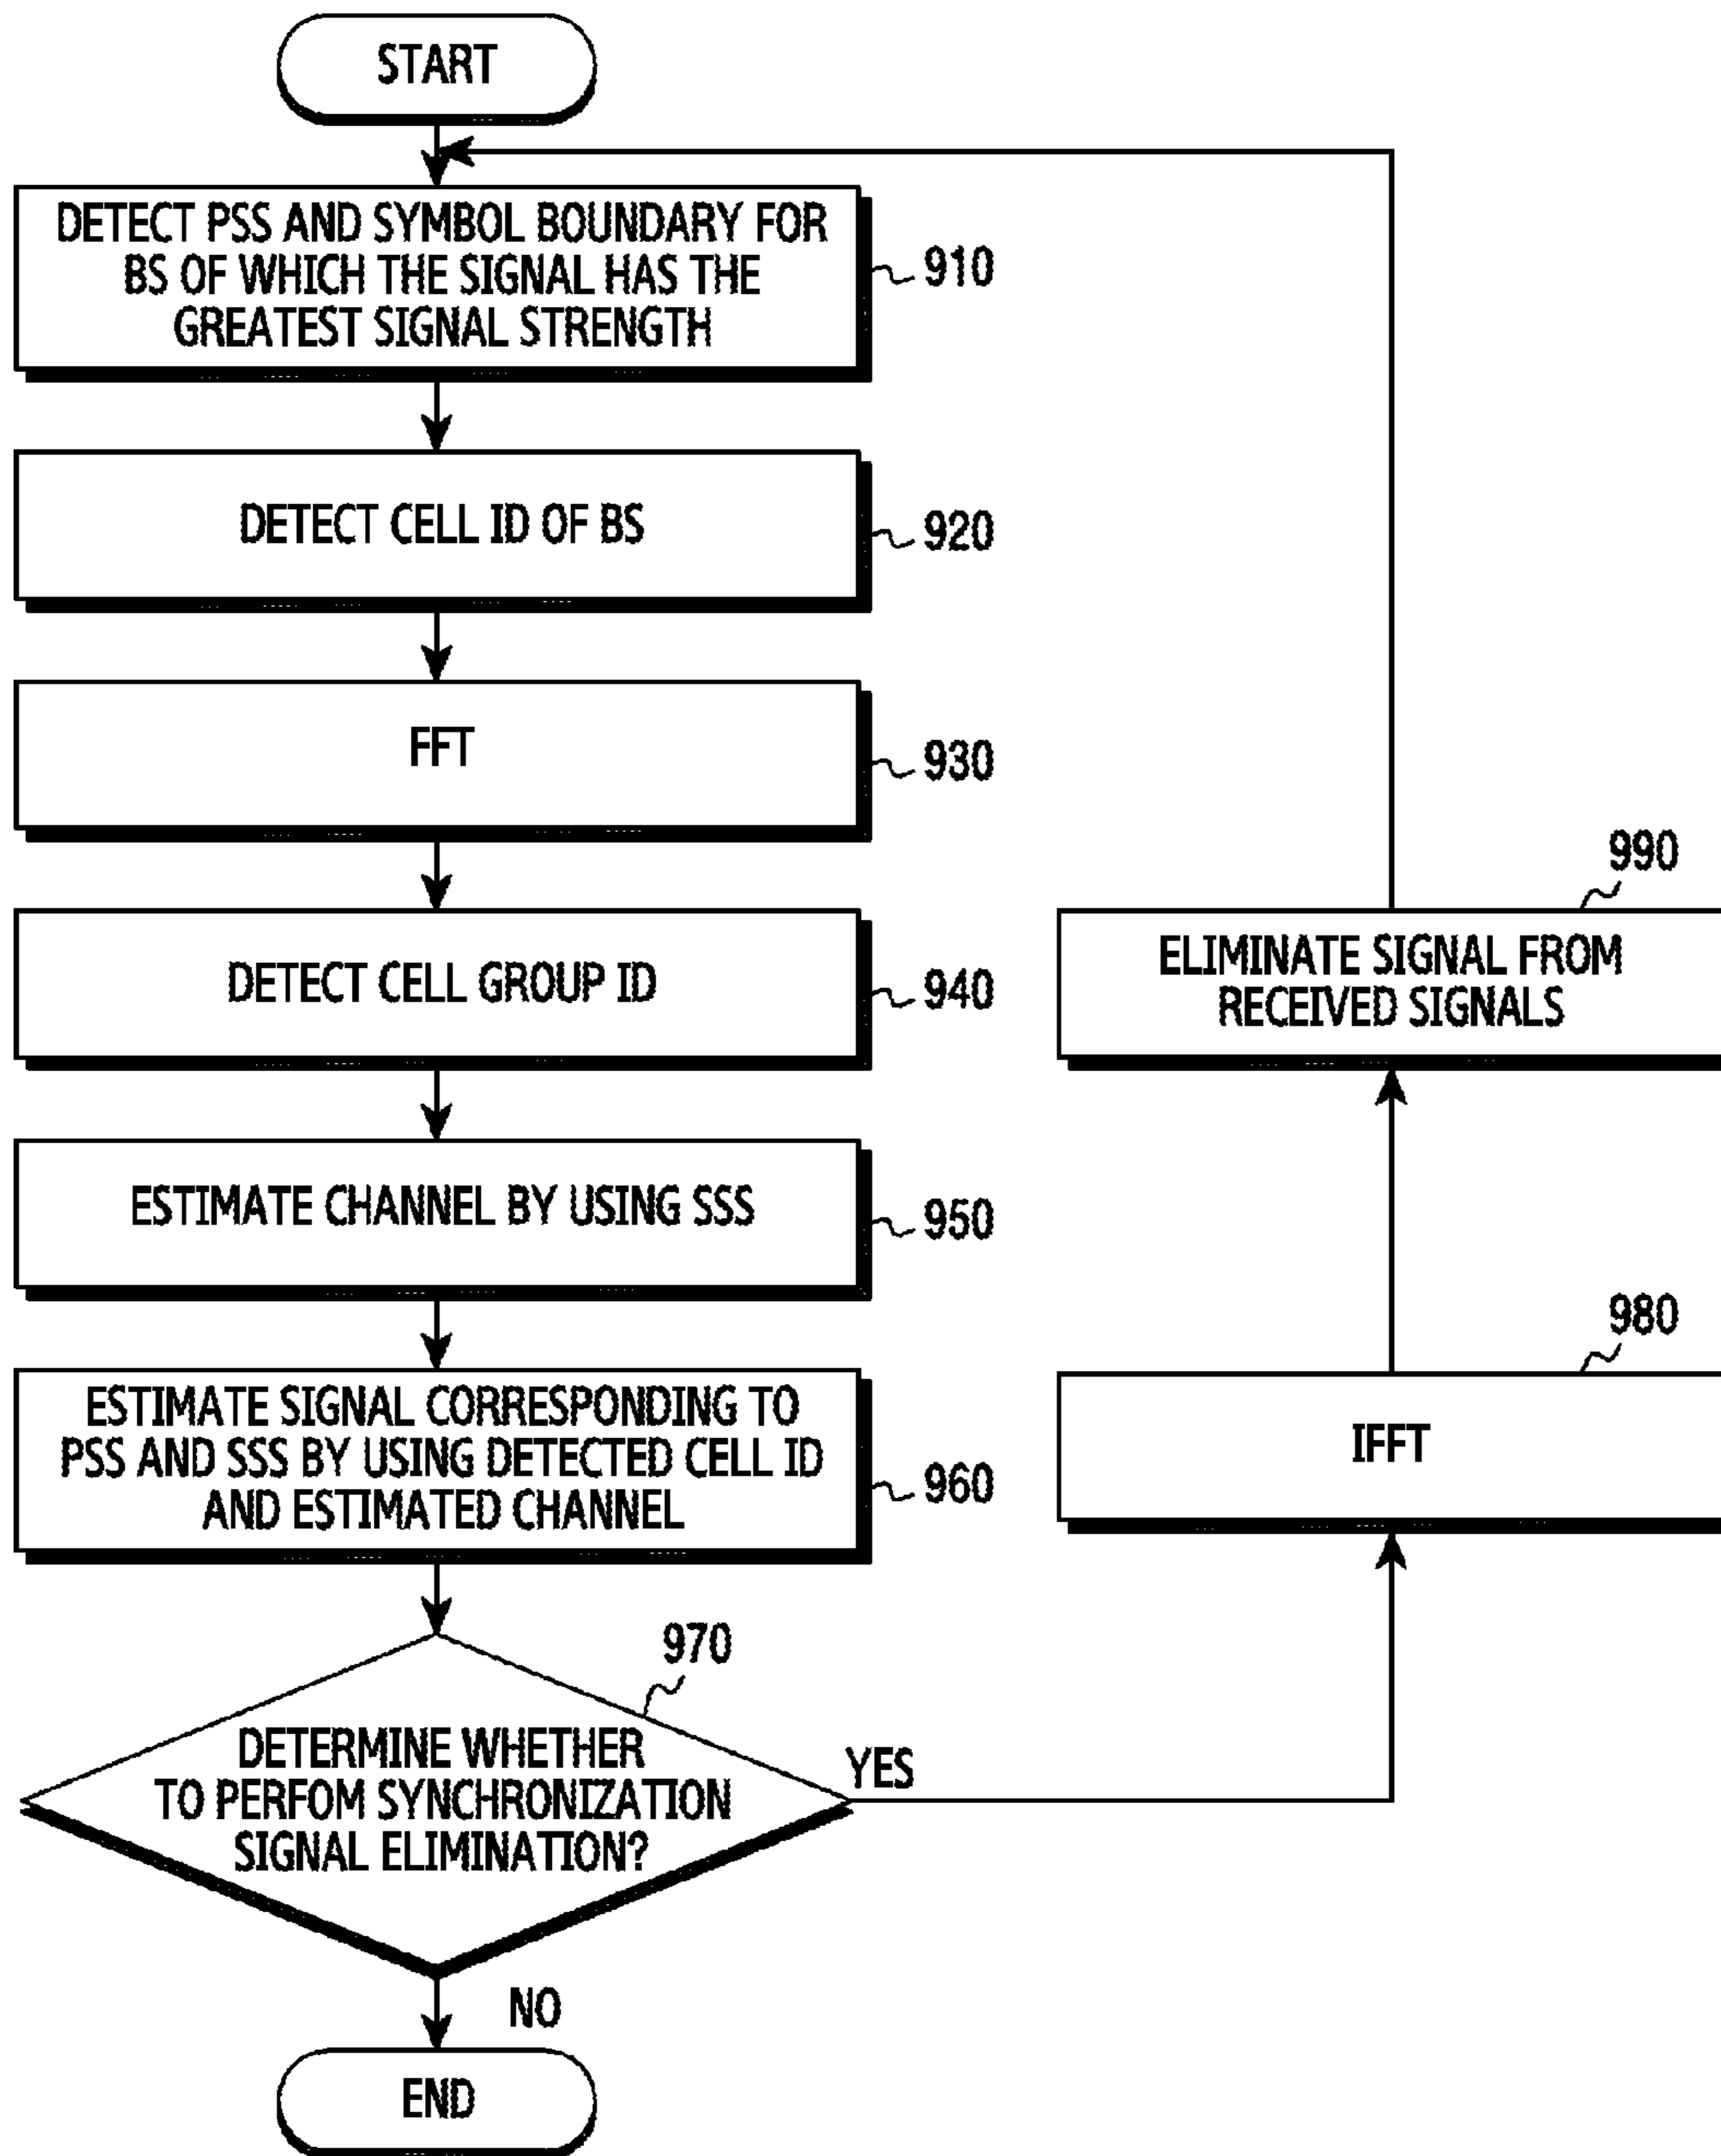 START
DETECT PSS AND SYMBOL BOUNDARY FOR
BS OF WHICH THE SIGNAL HAS THE
GREATEST SIGNAL STRENGTH
910
DETECT CELL ID OF BS
920
FFT
930
DETECT CELL GROUP ID
940
ESTIMATE CHANNEL BY USING SSS
950
ESTIMATE SIGNAL CORRESPONDING TO
PSS AND SSS BY USING DETECTED CELL ID
AND ESTIMATED CHANNEL
960
970
DETERMINE WHETHER
TO PERFOM SYNCHRONIZATION
SIGNAL ELIMINATION?
YES
NO
END
980
IFFT
990
ELIMINATE SIGNAL FROM
RECEIVED SIGNALS